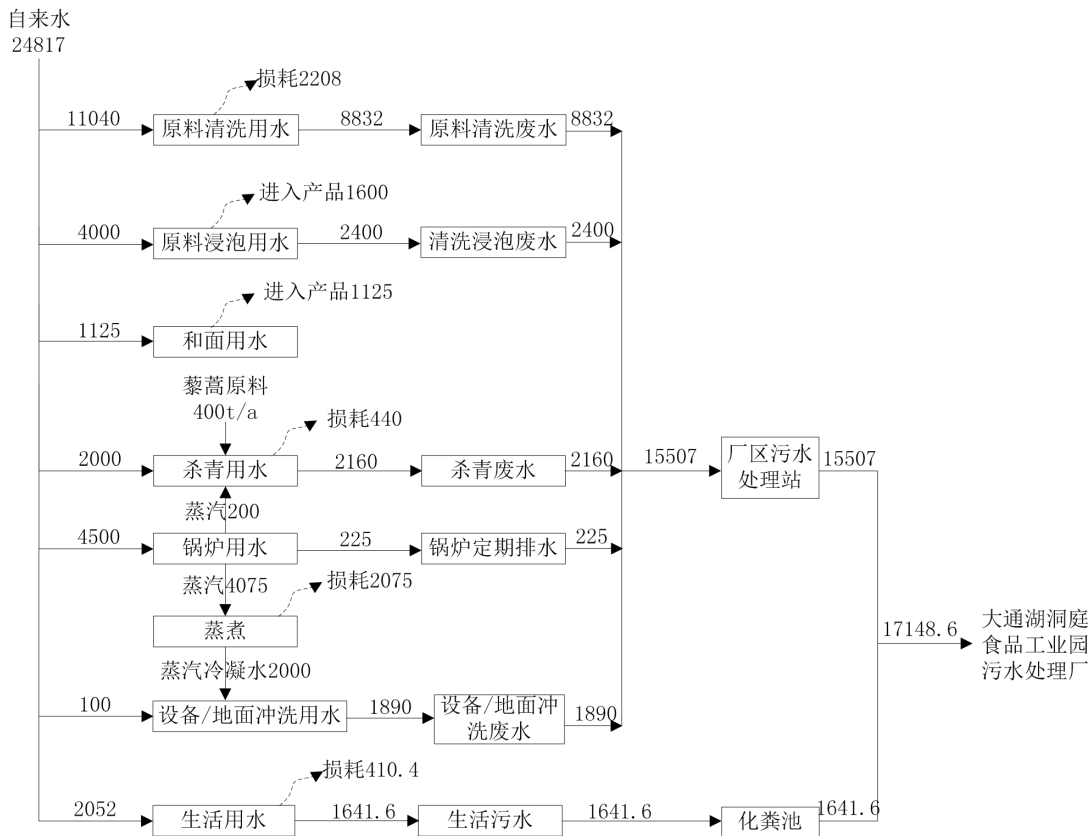 自来水
24817
损耗2208
11040
原料清洗用水
8832
原料清洗废水
8832
进入产品1600
4000
原料浸泡用水
2400
清洗浸泡废水
2400
进入产品1125
1125
和面用水
藜蒿原料
400t/a
损耗440
2000
杀青用水
2160
杀青废水
2160
15507
厂区污水
处理站
15507
蒸汽200
4500
锅炉用水
225
锅炉定期排水
225
蒸汽4075
损耗2075
蒸煮
17148.6
大通湖洞庭
食品工业园
污水处理厂
蒸汽冷凝水2000
100
设备/地面冲洗用水
1890
设备/地面冲
洗废水
1890
损耗410.4
2052
生活用水
1641.6
生活污水
1641.6
化粪池
1641.6